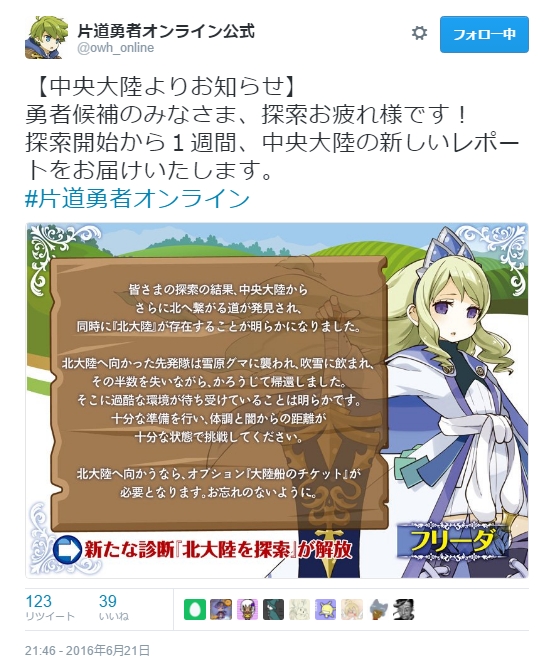 片道勇者オンライン公式
@owh_online
フォロー中
【中央大陸よりお知らせ】
勇者候補のみなさま、探索お疲れ様です！
探索開始から１週間、中央大陸の新しいレポー
トをお届けいたします。
#片道勇者オンライン
皆さまの探索の結果、中央大陸から
さらに北へ繋がる道が発見され、
同時に『北大陸』が存在することが明らかになりました。
北大陸へ向かった先発隊は雪原グマに襲われ、吹雪に飲まれ、
その半数を失いながら、かろうじて帰還しました。
そこに過酷な環境が待ち受けていることは明らかです。
十分な準備を行い、体調と闇からの距離が
十分な状態で挑戦してください。
北大陸へ向かうなら、オプション『大陸船のチケット』が
必要となります。お忘れのないように。
新たな診断『北大陸を探索』が解放
フリーダ
123
リツイート
39
いいね
21:46 - 2016年6月21日